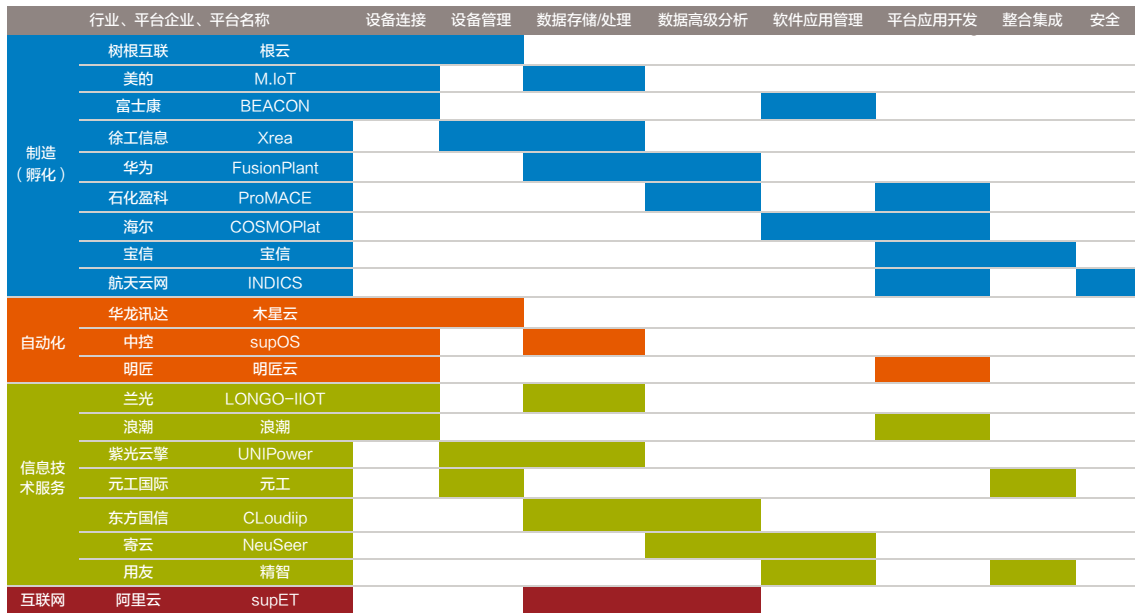 行业、平台企业、平台名称 设备连接 设备管理 数据存储/处理 数据高级分析 软件应用管理 平台应用开发 整合集成 安全
制造
（孵化）
树根互联 根云
美的 M.IoT
富士康 BEACON
徐工信息 Xrea
华为 FusionPlant
石化盈科 ProMACE
海尔 COSMOPlat
宝信 宝信
航天云网 INDICS
自动化
华龙讯达 木星云
中控 supOS
明匠 明匠云
信息技
术服务
兰光 LONGO-IIOT
浪潮 浪潮
紫光云擎 UNIPower
元工国际 元工
东方国信 CLoudiip
寄云 NeuSeer
用友 精智
互联网 阿里云 supET